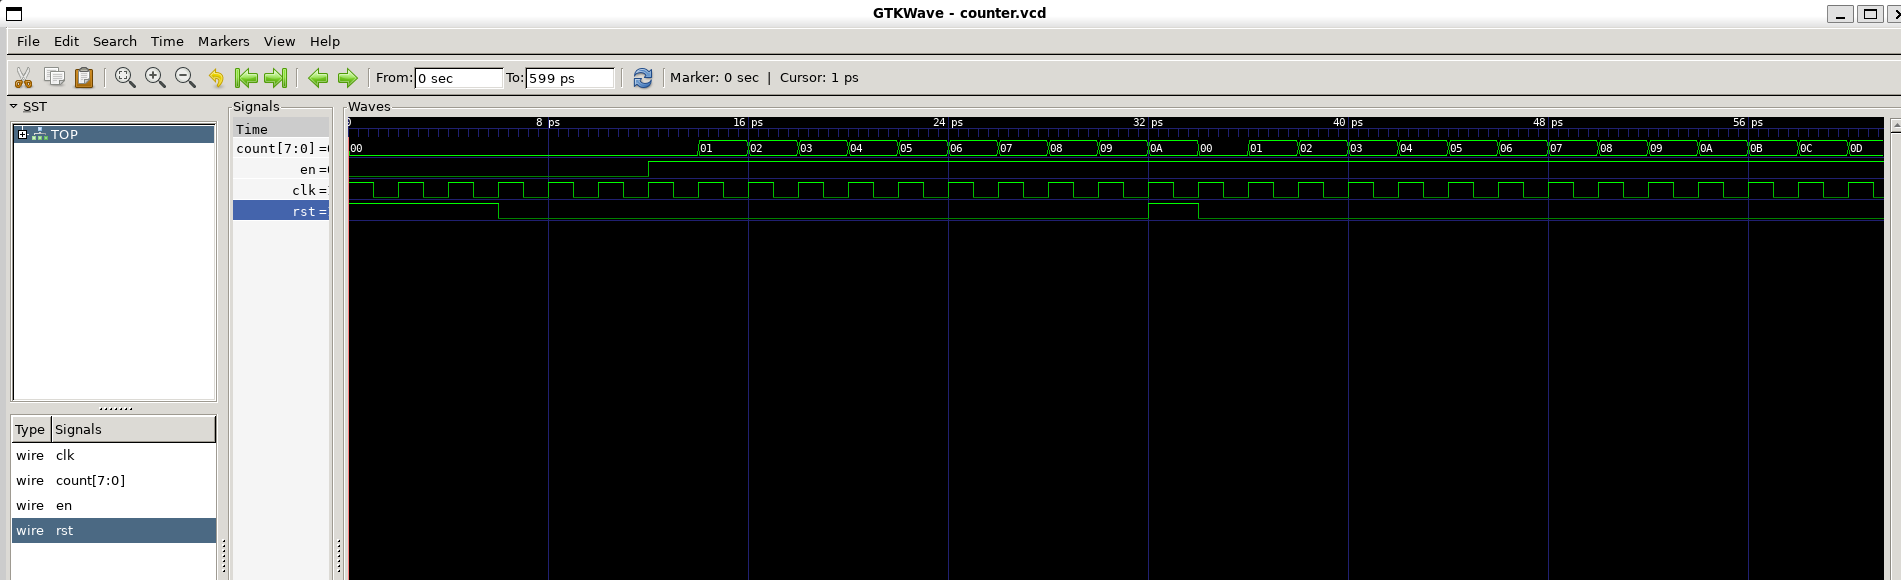 GTKWave - counter.vcd
File Edit Search Time Markers View Help
From: 0 sec To: 599 ps Marker: 0 sec | Cursor: 1 ps
SST
TOP
Type Signals
wire clk
wire count[7:0]
wire en
wire rst
Signals
Time
count[7:0] =
en =
clk =
rst =
Waves
0 8 ps 16 ps 24 ps 32 ps 40 ps 48 ps 56 ps
00 01 02 03 04 05 06 07 08 09 0A 00 01 02 03 04 05 06 07 08 09 0A 0B 0C 0D